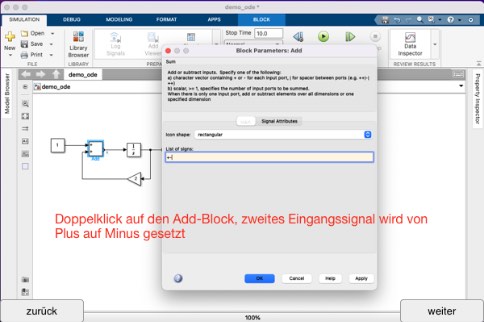 demo_ode *
SIMULATION DEBUG MODELING FORMAT APPS BLOCK
New
Open
Save
Print
Library Browser
Log Signals
Add Viewer
Stop Time 10.0
Data Inspector
FILE LIBRARY REVIEW RESULTS
demo_ode
demo_ode
Model Browser
Property Inspector
Block Parameters: Add
Sum
Add or subtract inputs. Specify one of the following:
a) character vector containing + or - for each input port, | for spacer between ports (e.g. ++|-|
++)
b) scalar, >= 1, specifies the number of input ports to be summed.
When there is only one input port, add or subtract elements over all dimensions or one
specified dimension
Main Signal Attributes
Icon shape: rectangular
List of signs:
+-|
1
Add
1
s
2
Doppelklick auf den Add-Block, zweites Eingangssignal wird von
Plus auf Minus gesetzt
OK Cancel Help Apply
zurück
100%
weiter